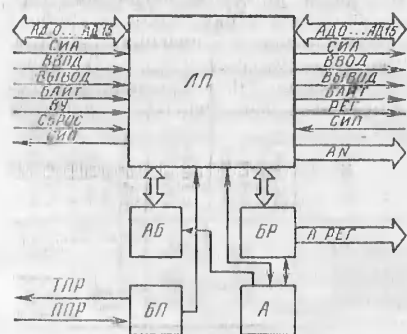 АД0...АД15
СИА
ВВОД
ВЫВОД
БАЙТ
ВУ
СБРОС
СИП
ЛП
АД0...АД15
СИА
ВВОД
ВЫВОД
БАЙТ
РЕГ
СИП
AN
АБ
БР
А РЕГ
ТПР
ППР
БП
А